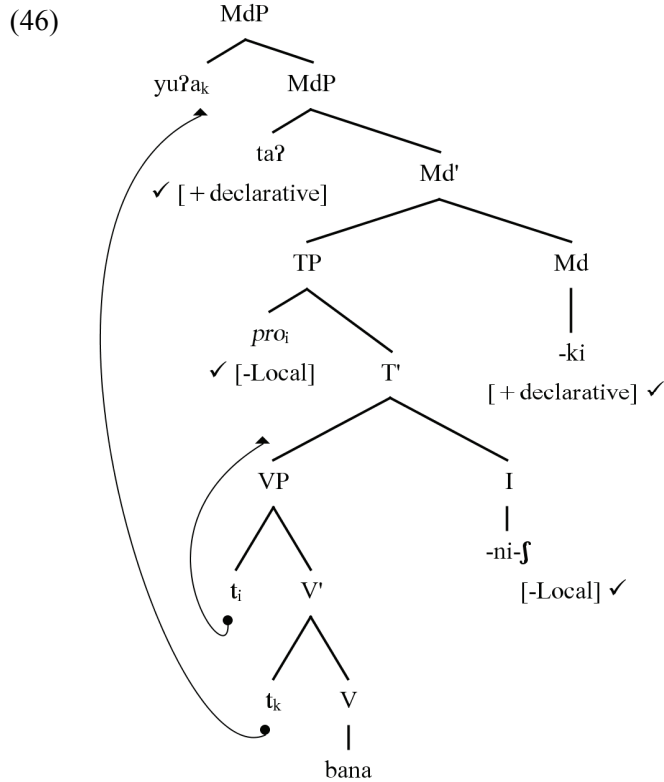 (46)
MdP
yuʔaₖ MdP
taʔ
✓ [+declarative]
Md'
TP Md
proᵢ
✓ [-Local]
T'
-ki
[+declarative] ✓
VP I
tᵢ V'
-ni-ʃ
[-Local] ✓
tₖ V
bana